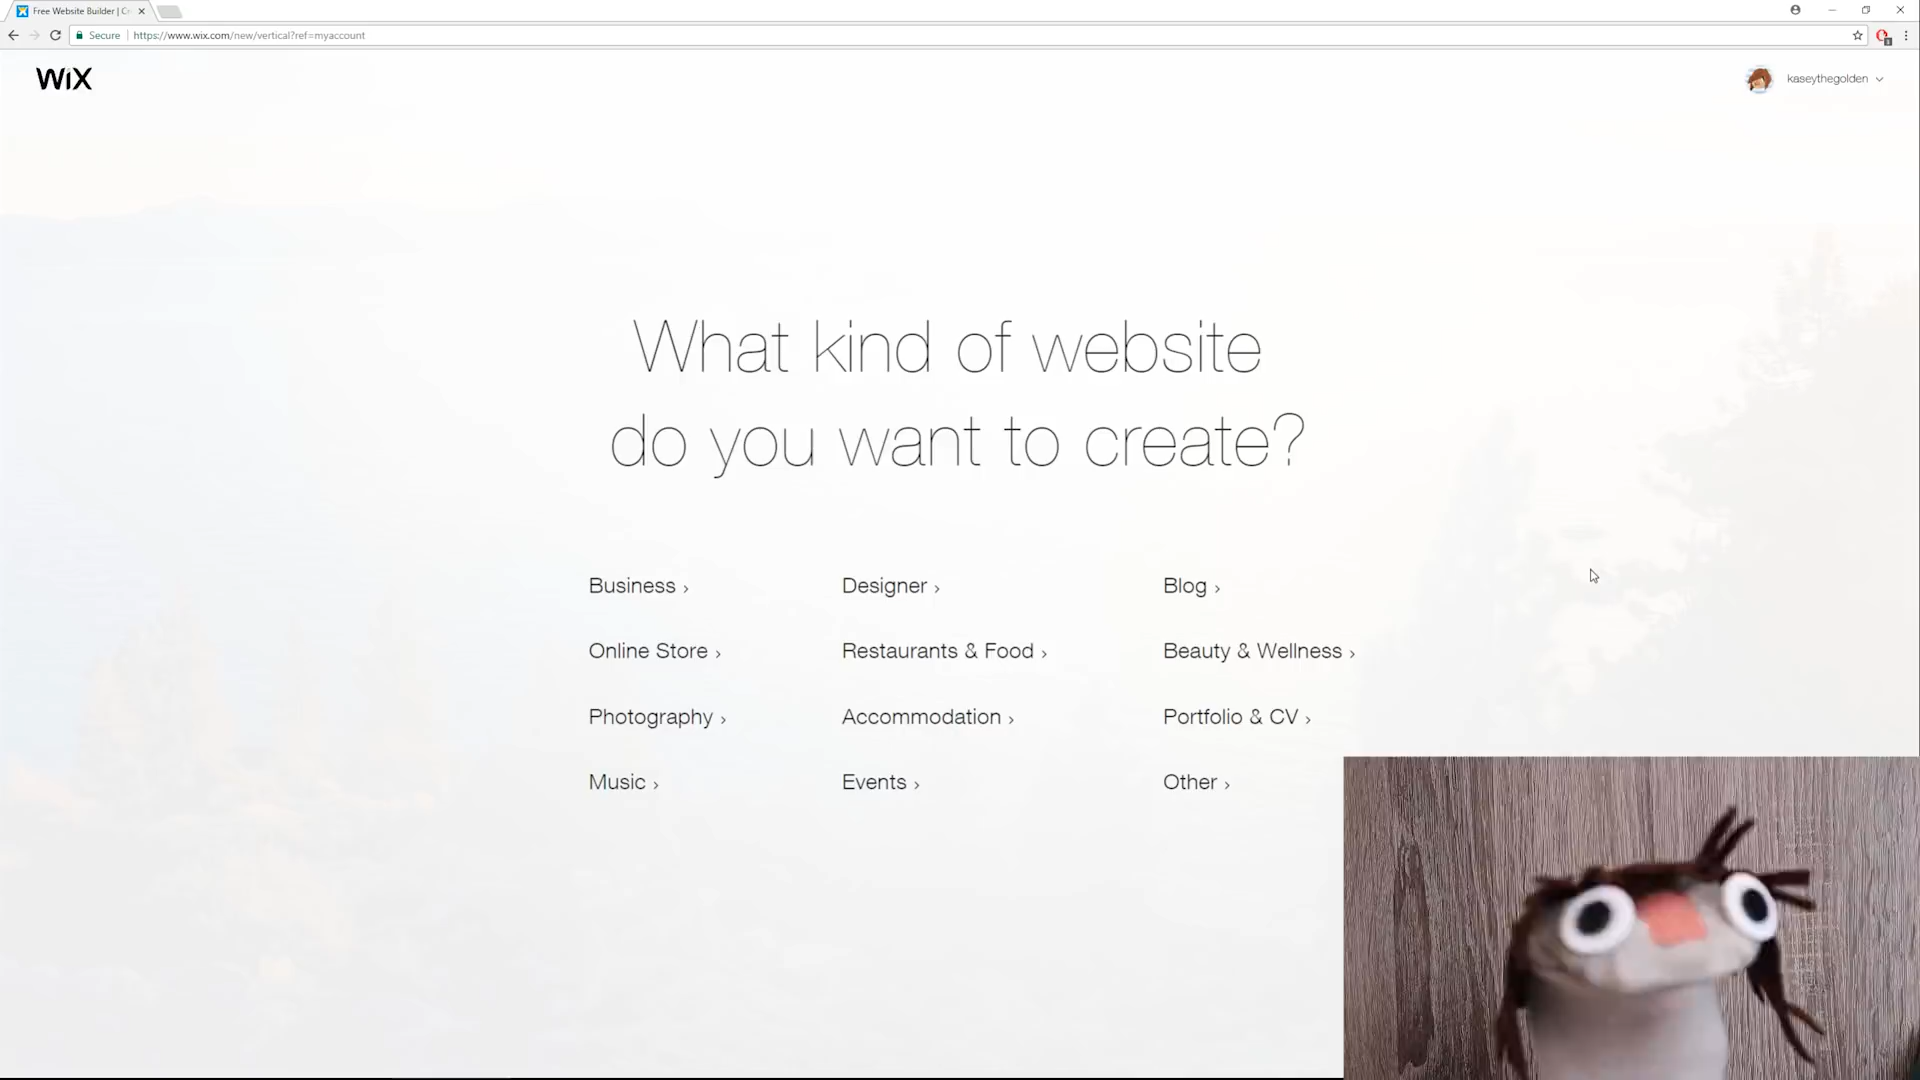 Free Website Builder | Cr
Secure
https://www.wix.com/new/vertical?ref=myaccount
WiX
kaseythegolden
What kind of website
do you want to create?
Business
Designer
Blog
Online Store
Restaurants & Food
Beauty & Wellness
Photography
Accommodation
Portfolio & CV
Music
Events
Other